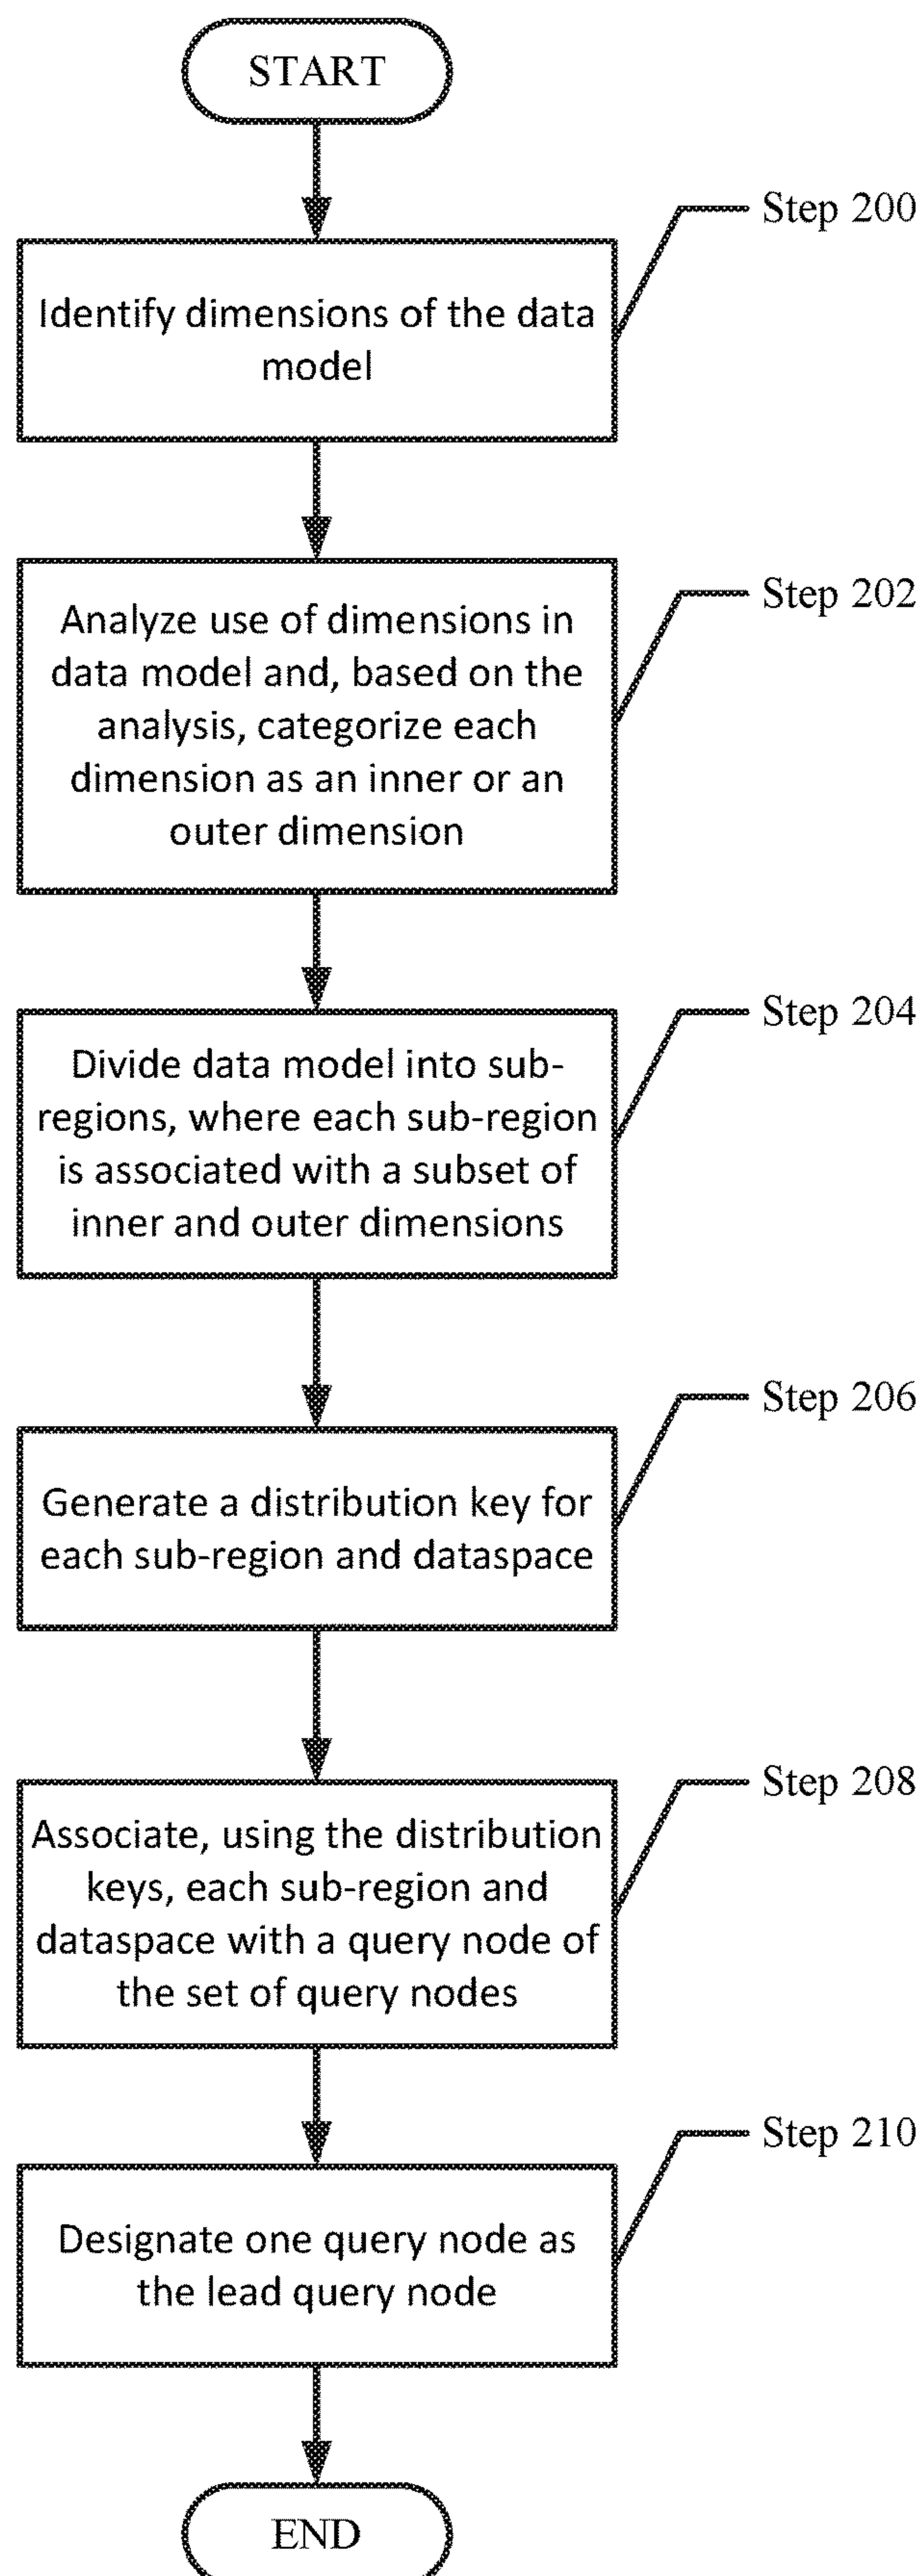 START
Step 200
Identify dimensions of the data
model
Step 202
Analyze use of dimensions in
data model and, based on the
analysis, categorize each
dimension as an inner or an
outer dimension
Step 204
Divide data model into sub-
regions, where each sub-region
is associated with a subset of
inner and outer dimensions
Step 206
Generate a distribution key for
each sub-region and dataspace
Step 208
Associate, using the distribution
keys, each sub-region and
dataspace with a query node of
the set of query nodes
Step 210
Designate one query node as
the lead query node
END